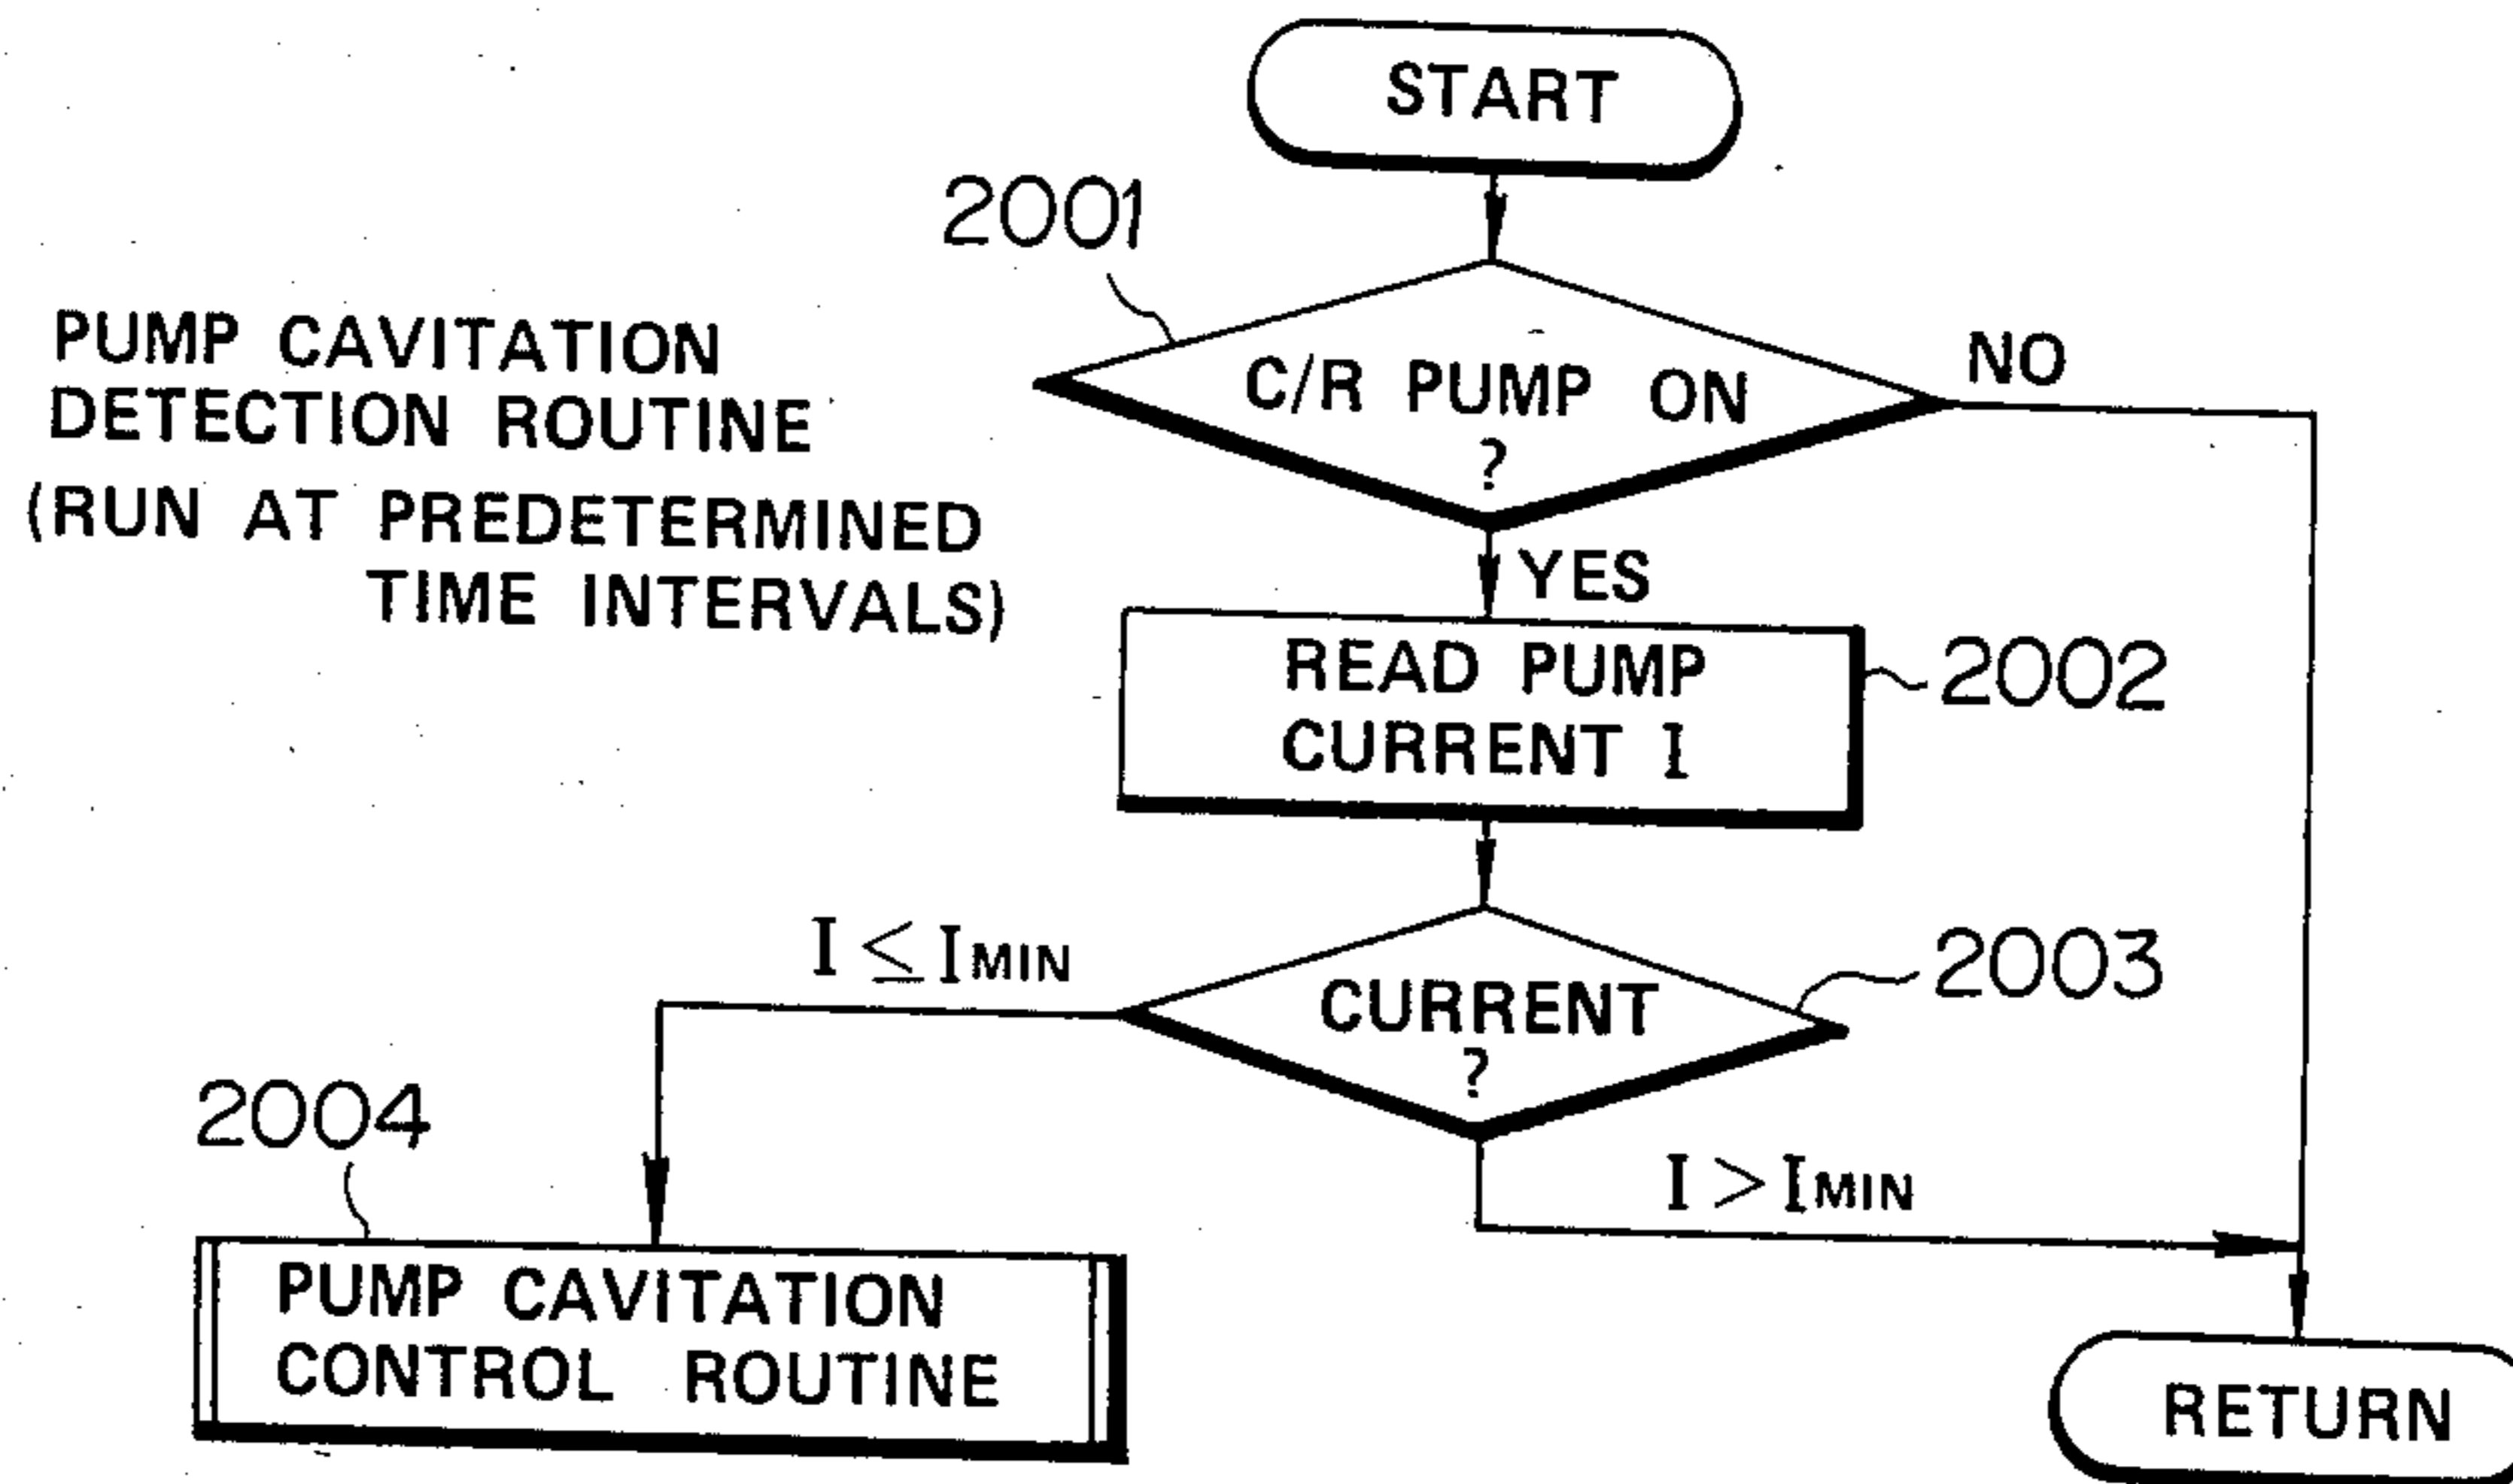 START
2001
PUMP CAVITATION
DETECTION ROUTINE
(RUN AT PREDETERMINED
TIME INTERVALS)
C/R PUMP ON
?
NO
YES
READ PUMP
CURRENT I
2002
I ≤ IMIN
CURRENT
?
2003
2004
I > IMIN
PUMP CAVITATION
CONTROL ROUTINE
RETURN